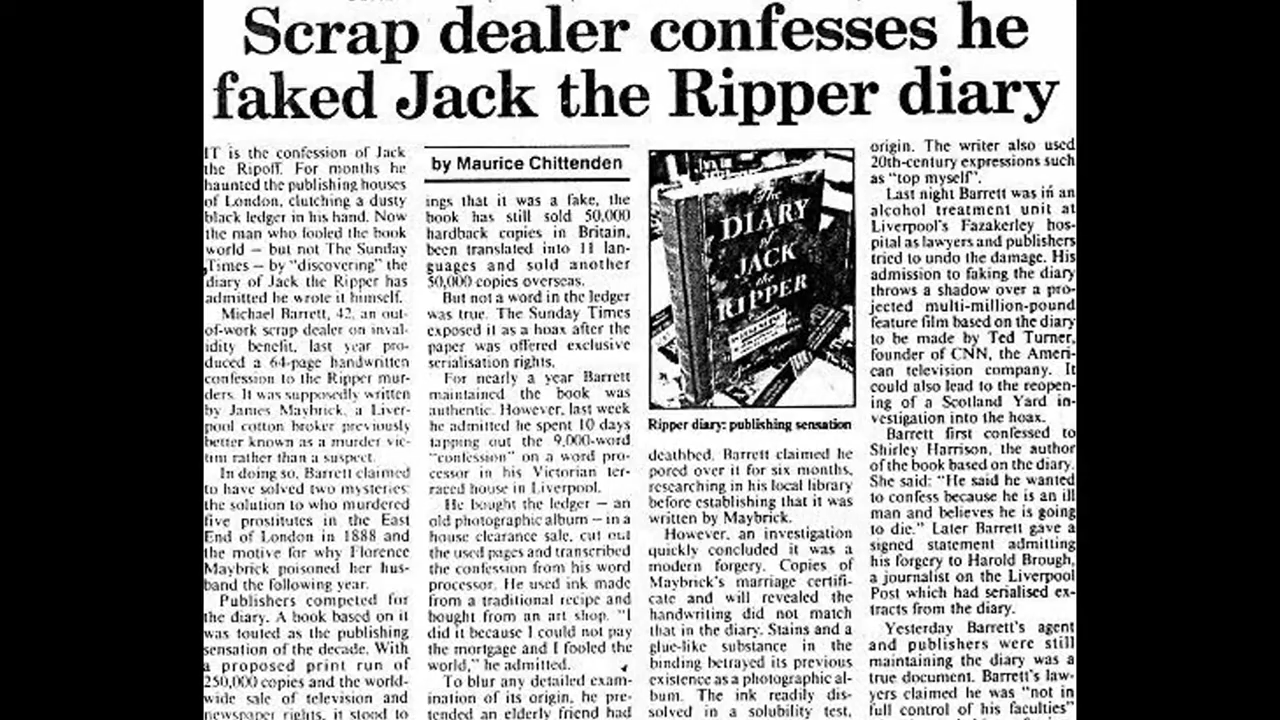 Scrap dealer confesses he
faked Jack the Ripper diary
IT is the confession of Jack
the Ripoff. For months he
haunted the publishing houses
of London, clutching a dusty
black ledger in his hand. Now
the man who fooled the book
world — but not The Sunday
Times — by "discovering" the
diary of Jack the Ripper has
admitted he wrote it himself.
Michael Barrett, 42, an out-
of-work scrap dealer on inval-
idity benefit, last year pro-
duced a 64-page handwritten
confession to the Ripper mur-
ders. It was supposedly written
by James Maybrick, a Liver-
pool cotton broker previously
better known as a murder vic-
tim rather than a suspect.
In doing so, Barrett claimed
to have solved two mysteries:
the solution to who murdered
five prostitutes in the East
End of London in 1888 and
the motive for why Florence
Maybrick poisoned her hus-
band the following year.
Publishers competed for
the diary. A book based on it
was touted as the publishing
sensation of the decade. With
a proposed print run of
250,000 copies and the world-
wide sale of television and
newspaper rights, it stood to
by Maurice Chittenden
ings that it was a fake, the
book has still sold 50,000
hardback copies in Britain,
been translated into 11 lan-
guages and sold another
50,000 copies overseas.
But not a word in the ledger
was true. The Sunday Times
exposed it as a hoax after the
paper was offered exclusive
serialisation rights.
For nearly a year Barrett
maintained the book was
authentic. However, last week
he admitted he spent 10 days
tapping out the 9,000-word
"confession" on a word pro-
cessor in his Victorian ter-
raced house in Liverpool.
He bought the ledger — an
old photographic album — in a
house clearance sale, cut out
the used pages and transcribed
the confession from his word
processor. He used ink made
from a traditional recipe and
bought from an art shop. "I
did it because I could not pay
the mortgage and I fooled the
world," he admitted.
To blur any detailed exam-
ination of its origin, he pre-
tended an elderly friend had
The
DIARY
of
JACK
the
RIPPER
Ripper diary: publishing sensation
deathbed. Barrett claimed he
pored over it for six months,
researching in his local library
before establishing that it was
written by Maybrick.
However, an investigation
quickly concluded it was a
modern forgery. Copies of
Maybrick's marriage certifi-
cate and will revealed the
handwriting did not match
that in the diary. Stains and a
glue-like substance in the
binding betrayed its previous
existence as a photographic al-
bum. The ink readily dis-
solved in a solubility test,
origin. The writer also used
20th-century expressions such
as "top myself".
Last night Barrett was in an
alcohol treatment unit at
Liverpool's Fazakerley hos-
pital as lawyers and publishers
tried to undo the damage. His
admission to faking the diary
throws a shadow over a pro-
jected multi-million-pound
feature film based on the diary
to be made by Ted Turner,
founder of CNN, the Ameri-
can television company. It
could also lead to the reopen-
ing of a Scotland Yard in-
vestigation into the hoax.
Barrett first confessed to
Shirley Harrison, the author
of the book based on the diary.
She said: "He said he wanted
to confess because he is an ill
man and believes he is going
to die." Later Barrett gave a
signed statement admitting
his forgery to Harold Brough,
a journalist on the Liverpool
Post which had serialised ex-
tracts from the diary.
Yesterday Barrett's agent
and publishers were still
maintaining the diary was a
true document. Barrett's law-
yers claimed he was "not in
full control of his faculties"